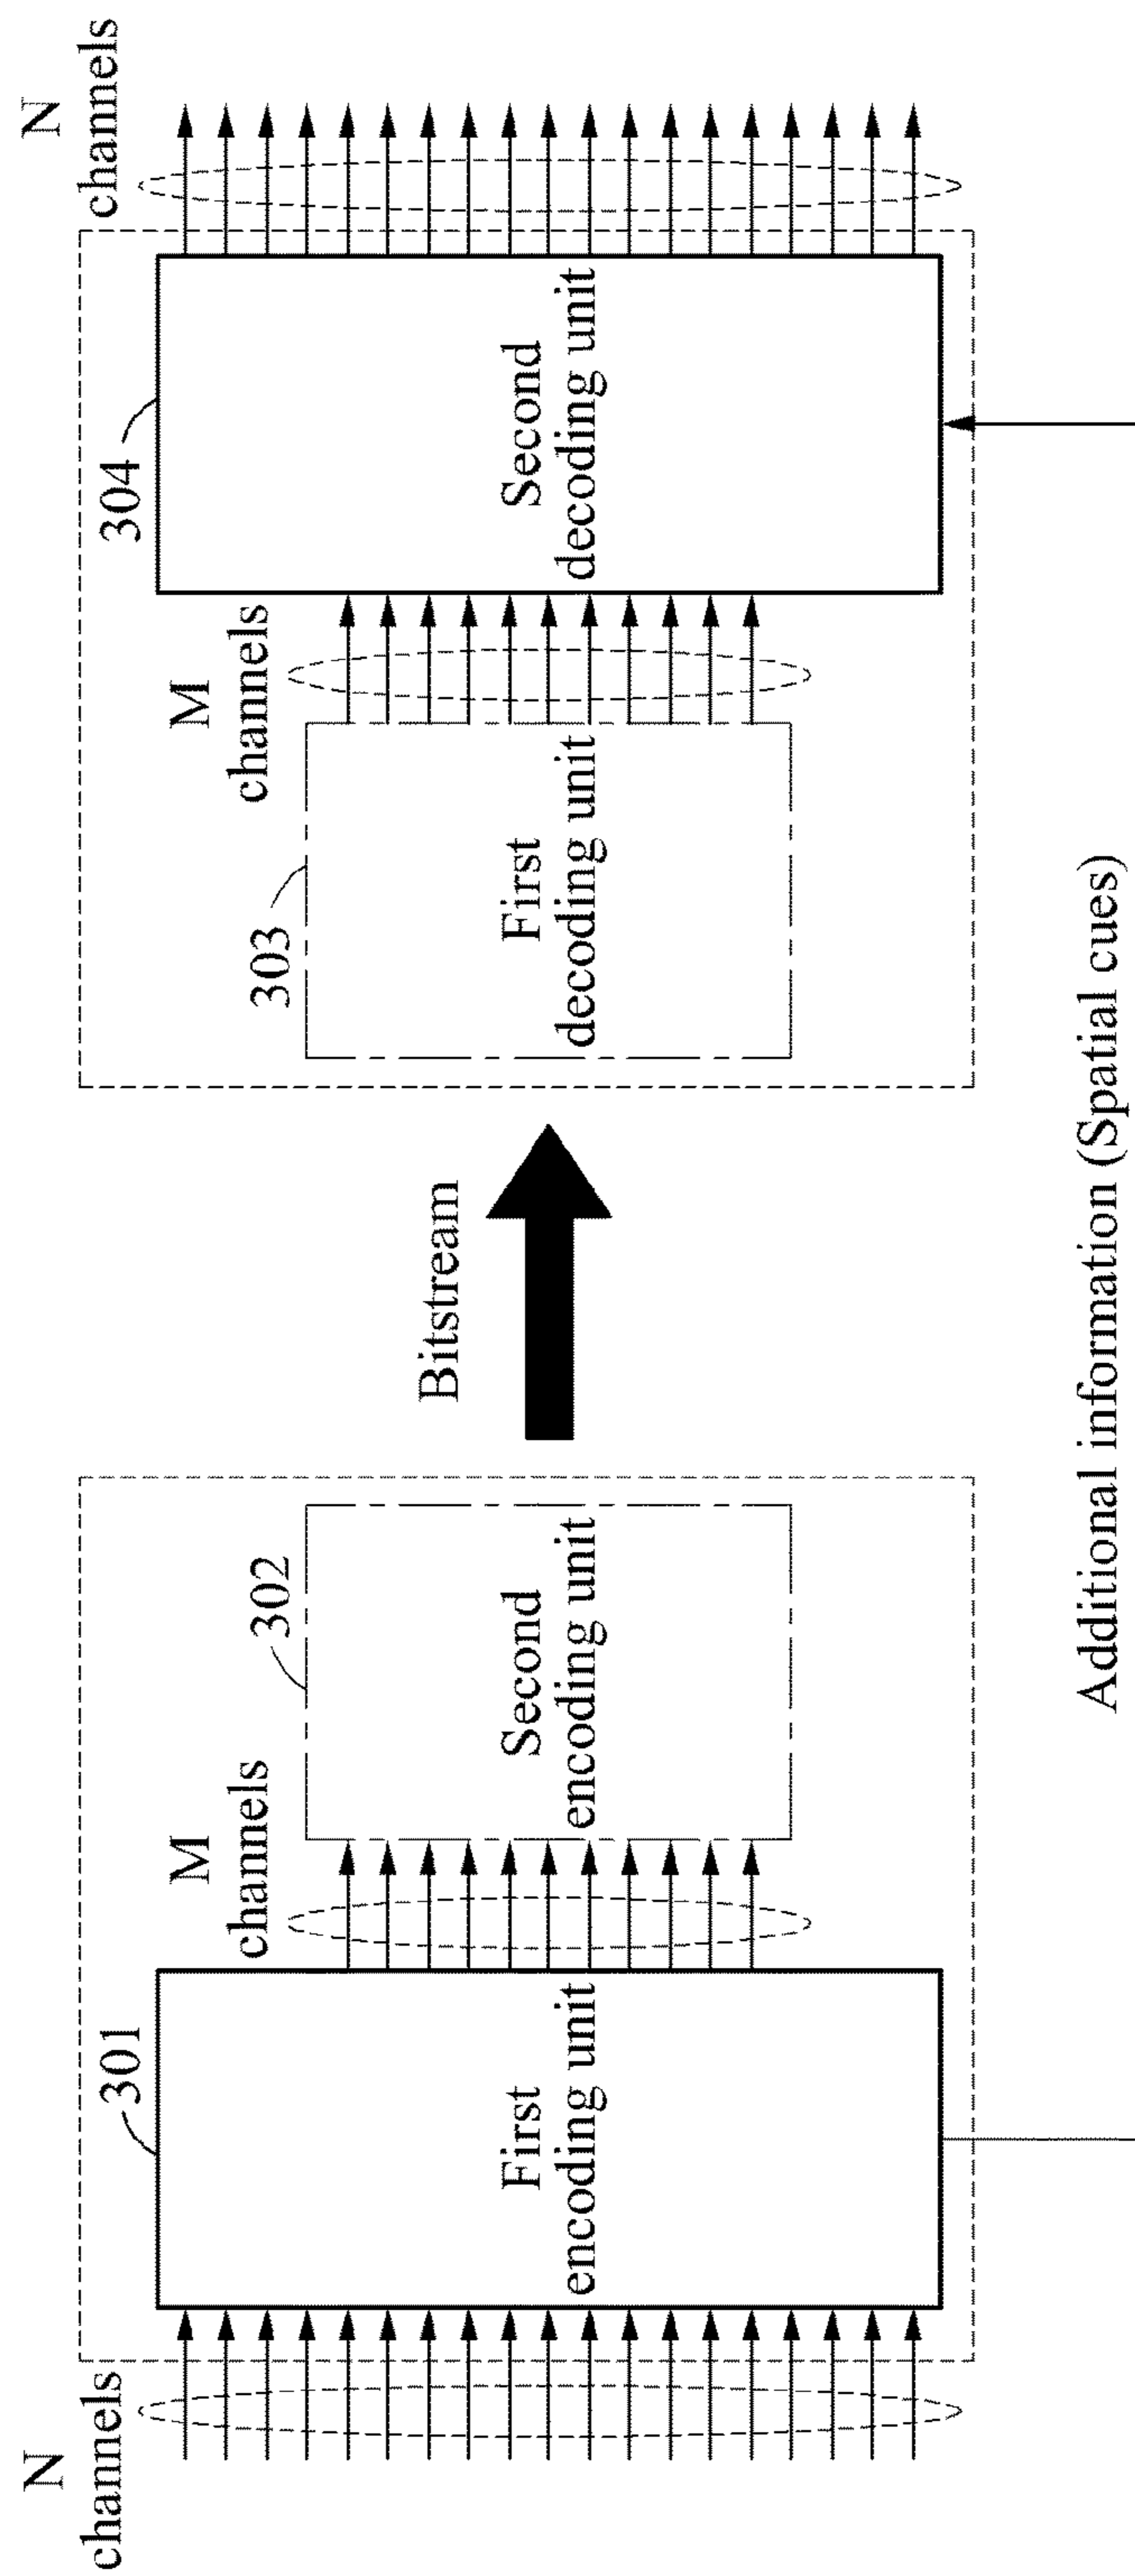 N
channels
301
First
encoding unit
M
channels
302
Second
encoding unit
Bitstream
303
First
decoding unit
M
channels
304
Second
decoding unit
N
channels
Additional information (Spatial cues)